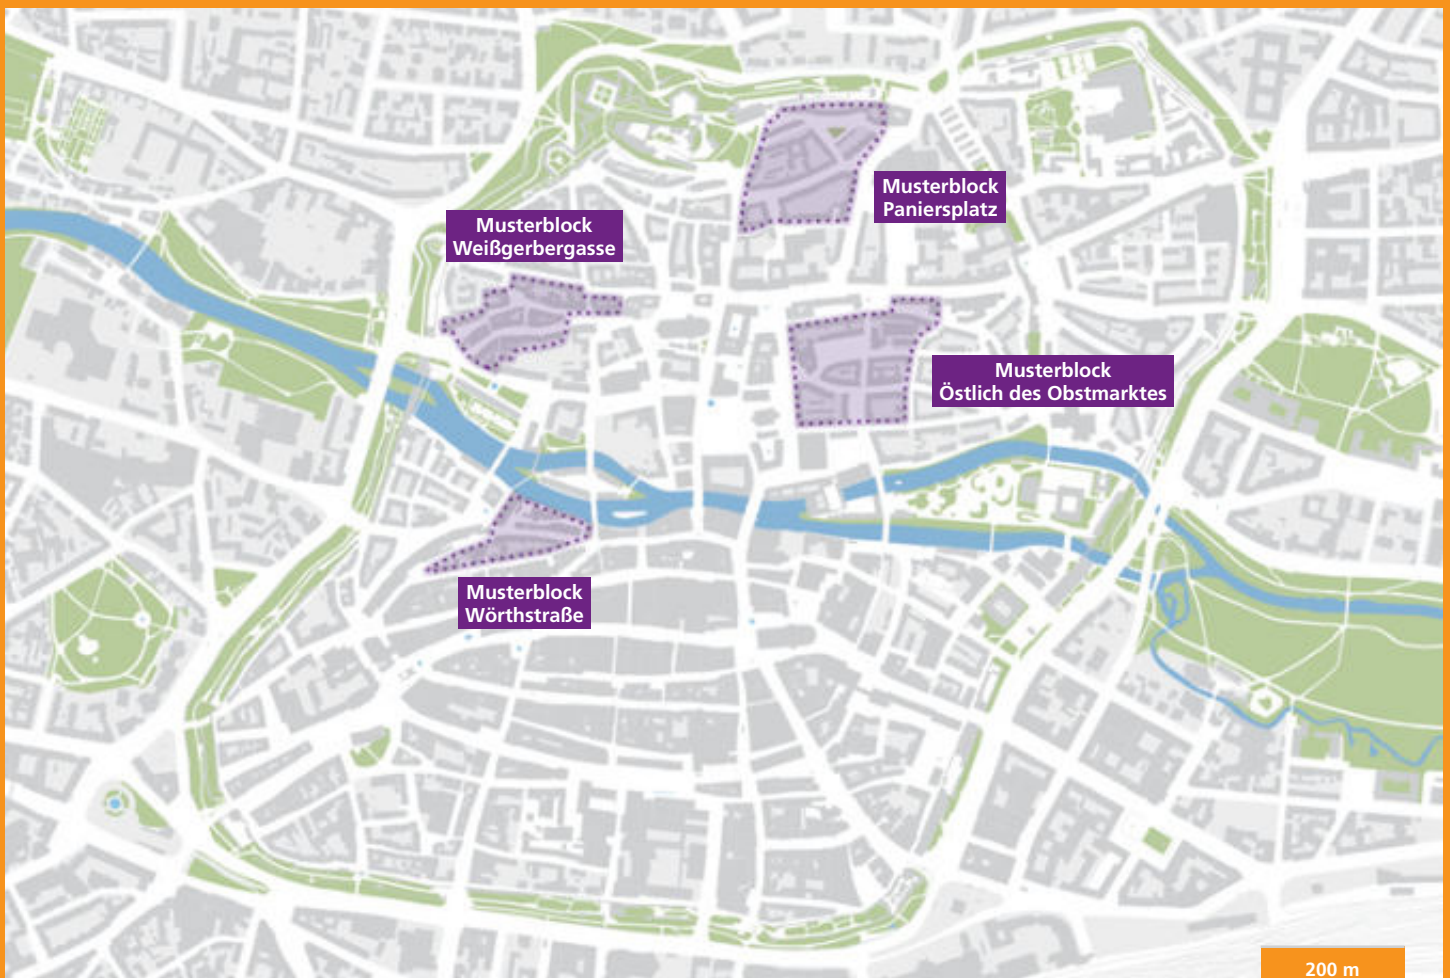 Musterblock
Paniersplatz
Musterblock
Weißgerbergasse
Musterblock
Östlich des Obstmarktes
Musterblock
Wörthstraße
200 m